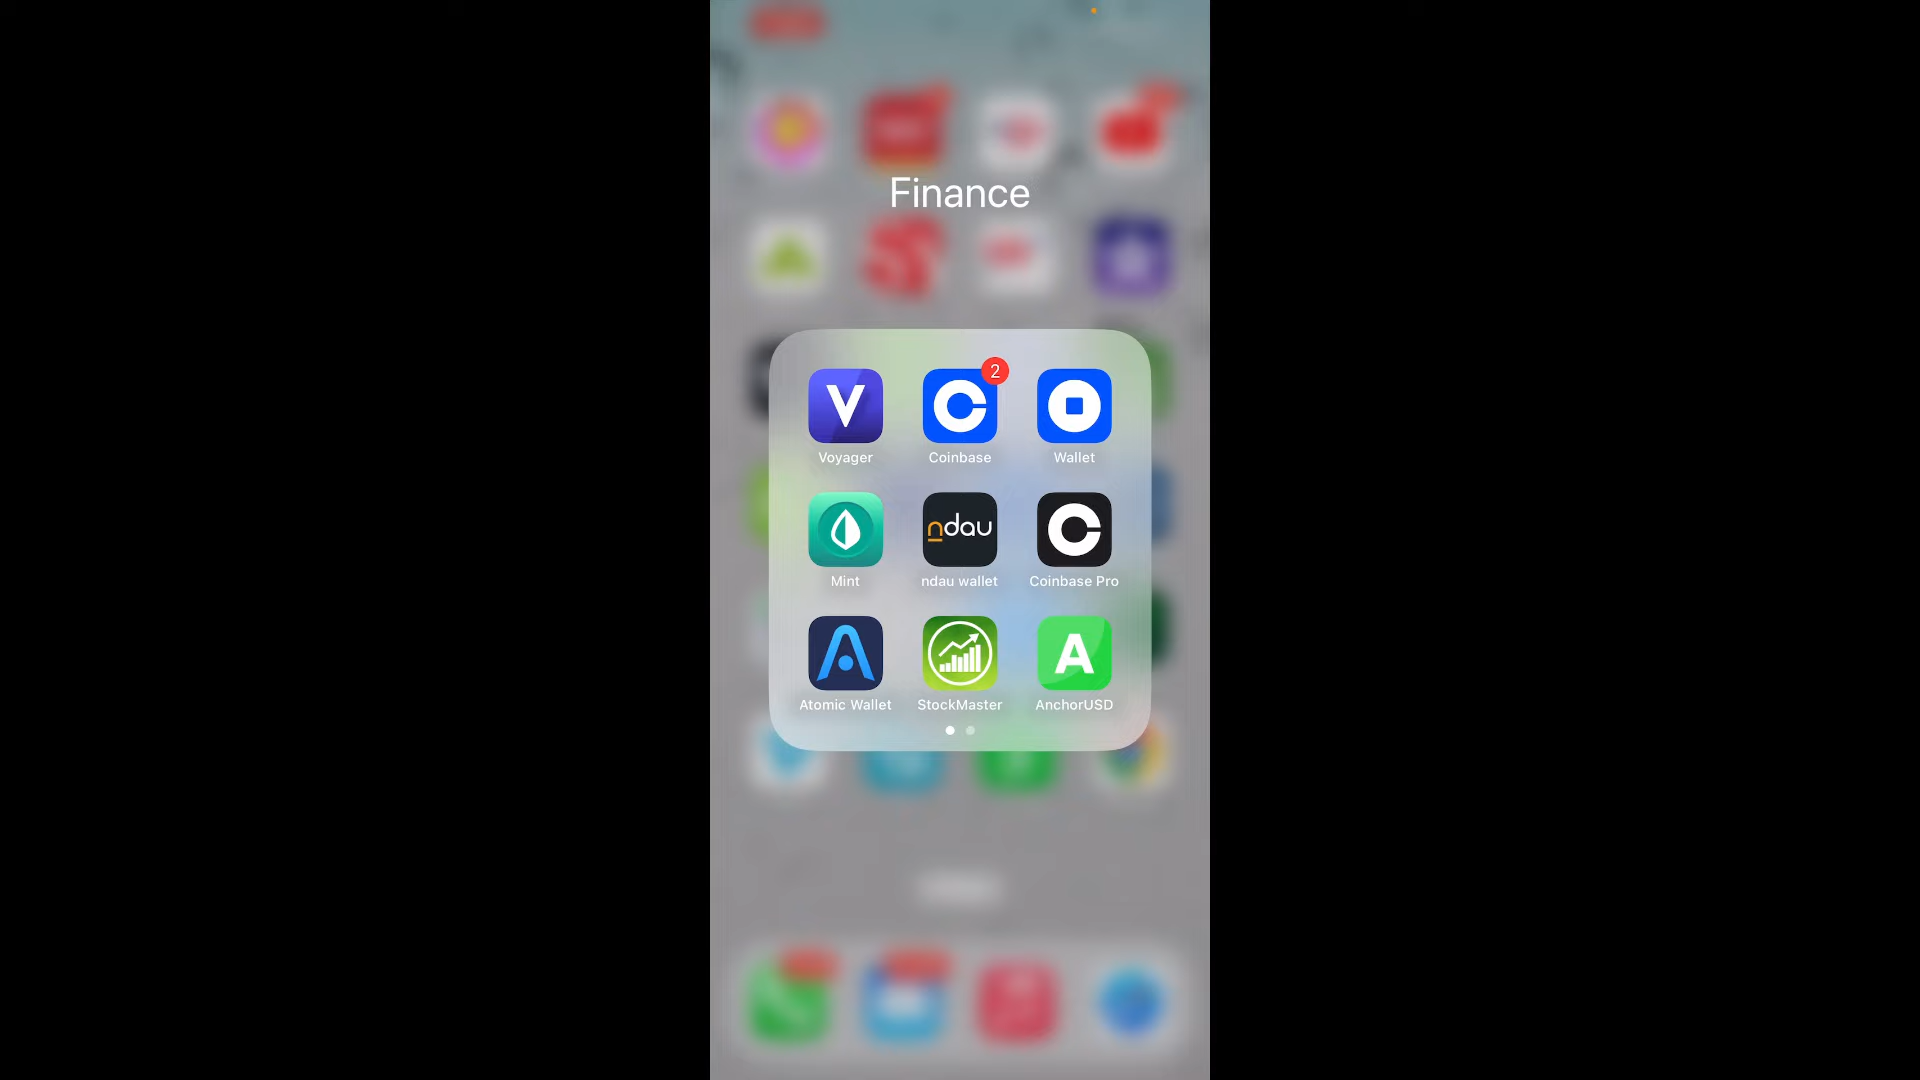 Finance
2
Voyager Coinbase Wallet
ndau
Mint ndau wallet Coinbase Pro
Atomic Wallet StockMaster AnchorUSD